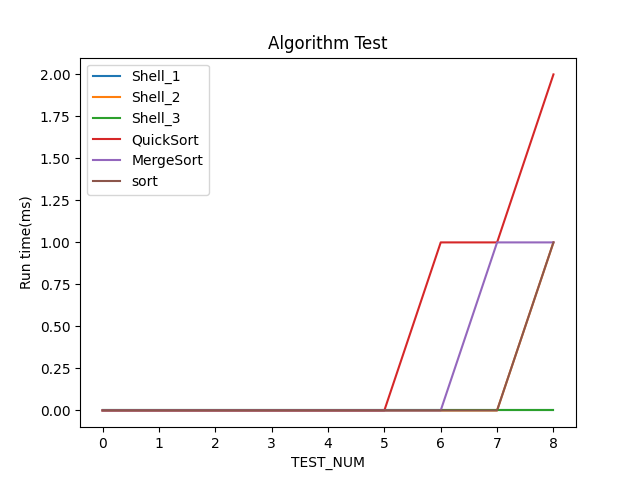 Algorithm Test
Shell_1
Shell_2
Shell_3
QuickSort
MergeSort
sort
2.00
1.75
1.50
1.25
1.00
0.75
0.50
0.25
0.00
Run time(ms)
0 1 2 3 4 5 6 7 8
TEST_NUM